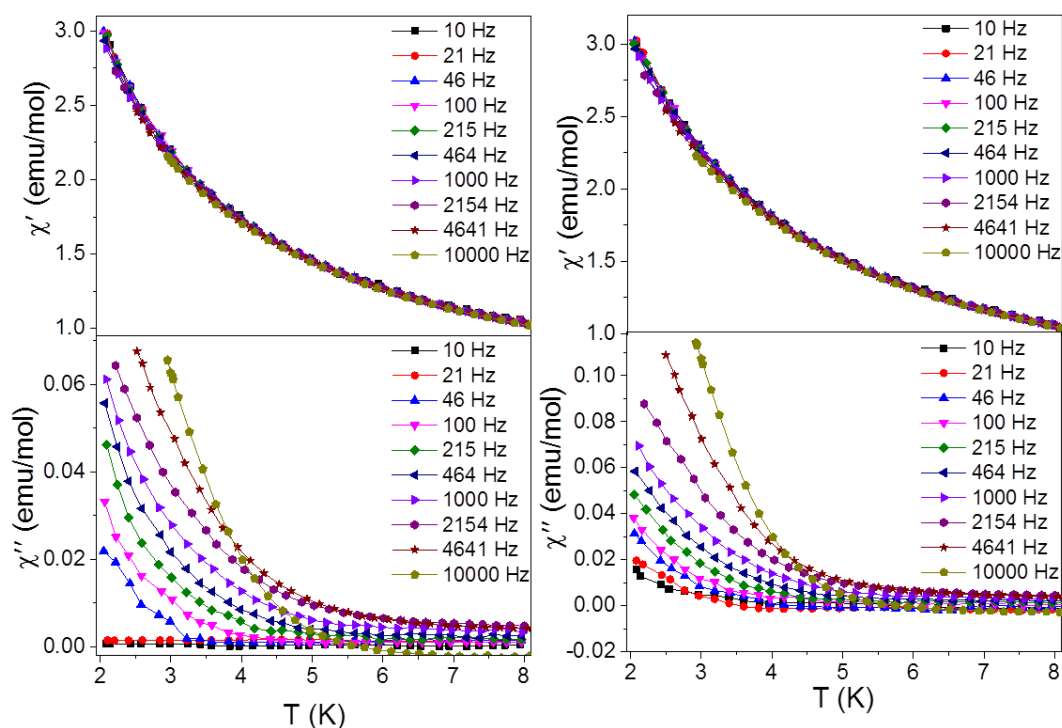 χ′ (emu/mol)
3.0
2.5
2.0
1.5
1.0
10 Hz
21 Hz
46 Hz
100 Hz
215 Hz
464 Hz
1000 Hz
2154 Hz
4641 Hz
10000 Hz
χ″ (emu/mol)
0.06
0.04
0.02
0.00
10 Hz
21 Hz
46 Hz
100 Hz
215 Hz
464 Hz
1000 Hz
2154 Hz
4641 Hz
10000 Hz
2 3 4 5 6 7 8
T (K)
χ′ (emu/mol)
3.0
2.5
2.0
1.5
1.0
10 Hz
21 Hz
46 Hz
100 Hz
215 Hz
464 Hz
1000 Hz
2154 Hz
4641 Hz
10000 Hz
χ″ (emu/mol)
0.10
0.08
0.06
0.04
0.02
0.00
-0.02
10 Hz
21 Hz
46 Hz
100 Hz
215 Hz
464 Hz
1000 Hz
2154 Hz
4641 Hz
10000 Hz
2 3 4 5 6 7 8
T (K)